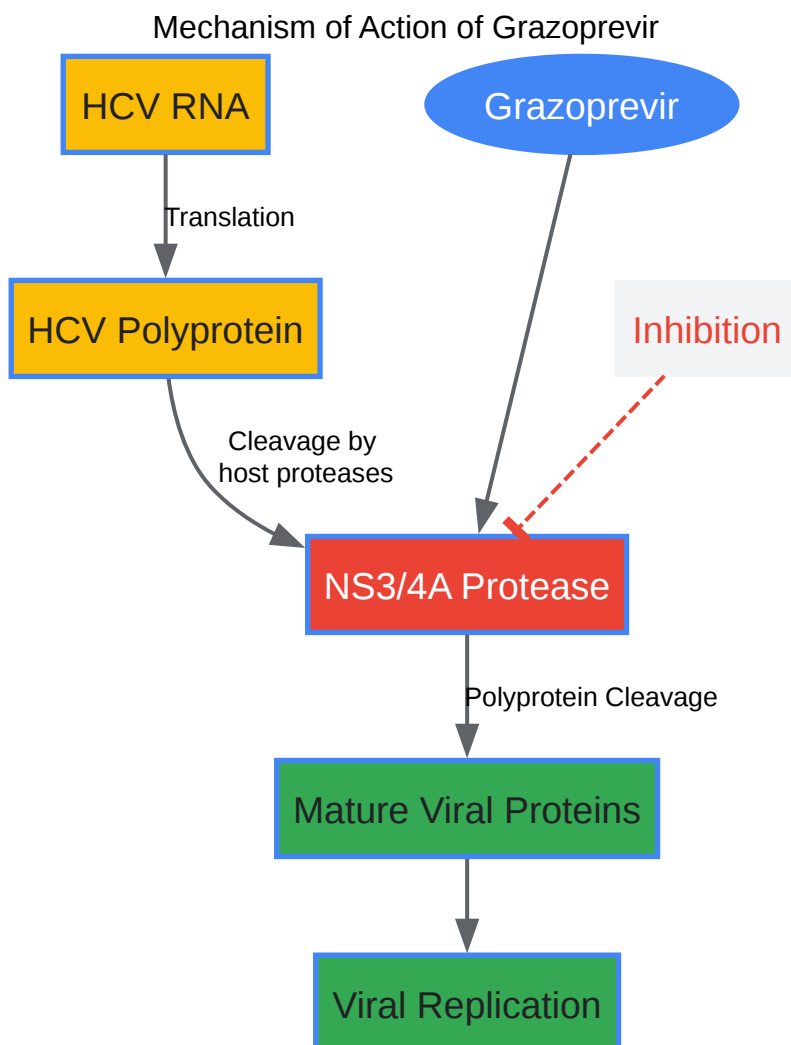 Mechanism of Action of Grazoprevir
HCV RNA
Grazoprevir
Translation
HCV Polyprotein
Inhibition
Cleavage by
host proteases
NS3/4A Protease
Polyprotein Cleavage
Mature Viral Proteins
Viral Replication